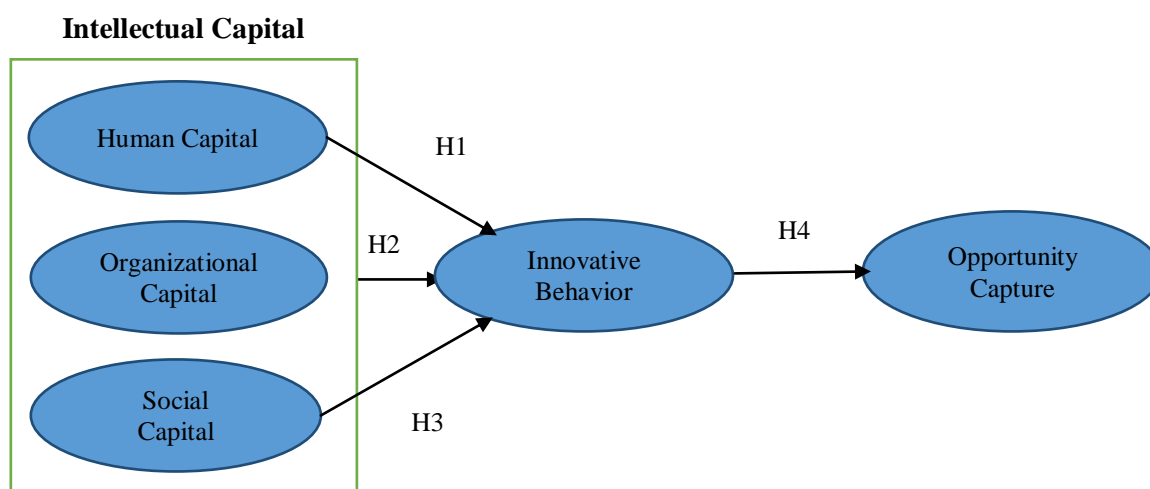 Intellectual Capital
Human Capital
H1
Organizational
Capital
H2
Innovative
Behavior
H4
Opportunity
Capture
Social
Capital
H3